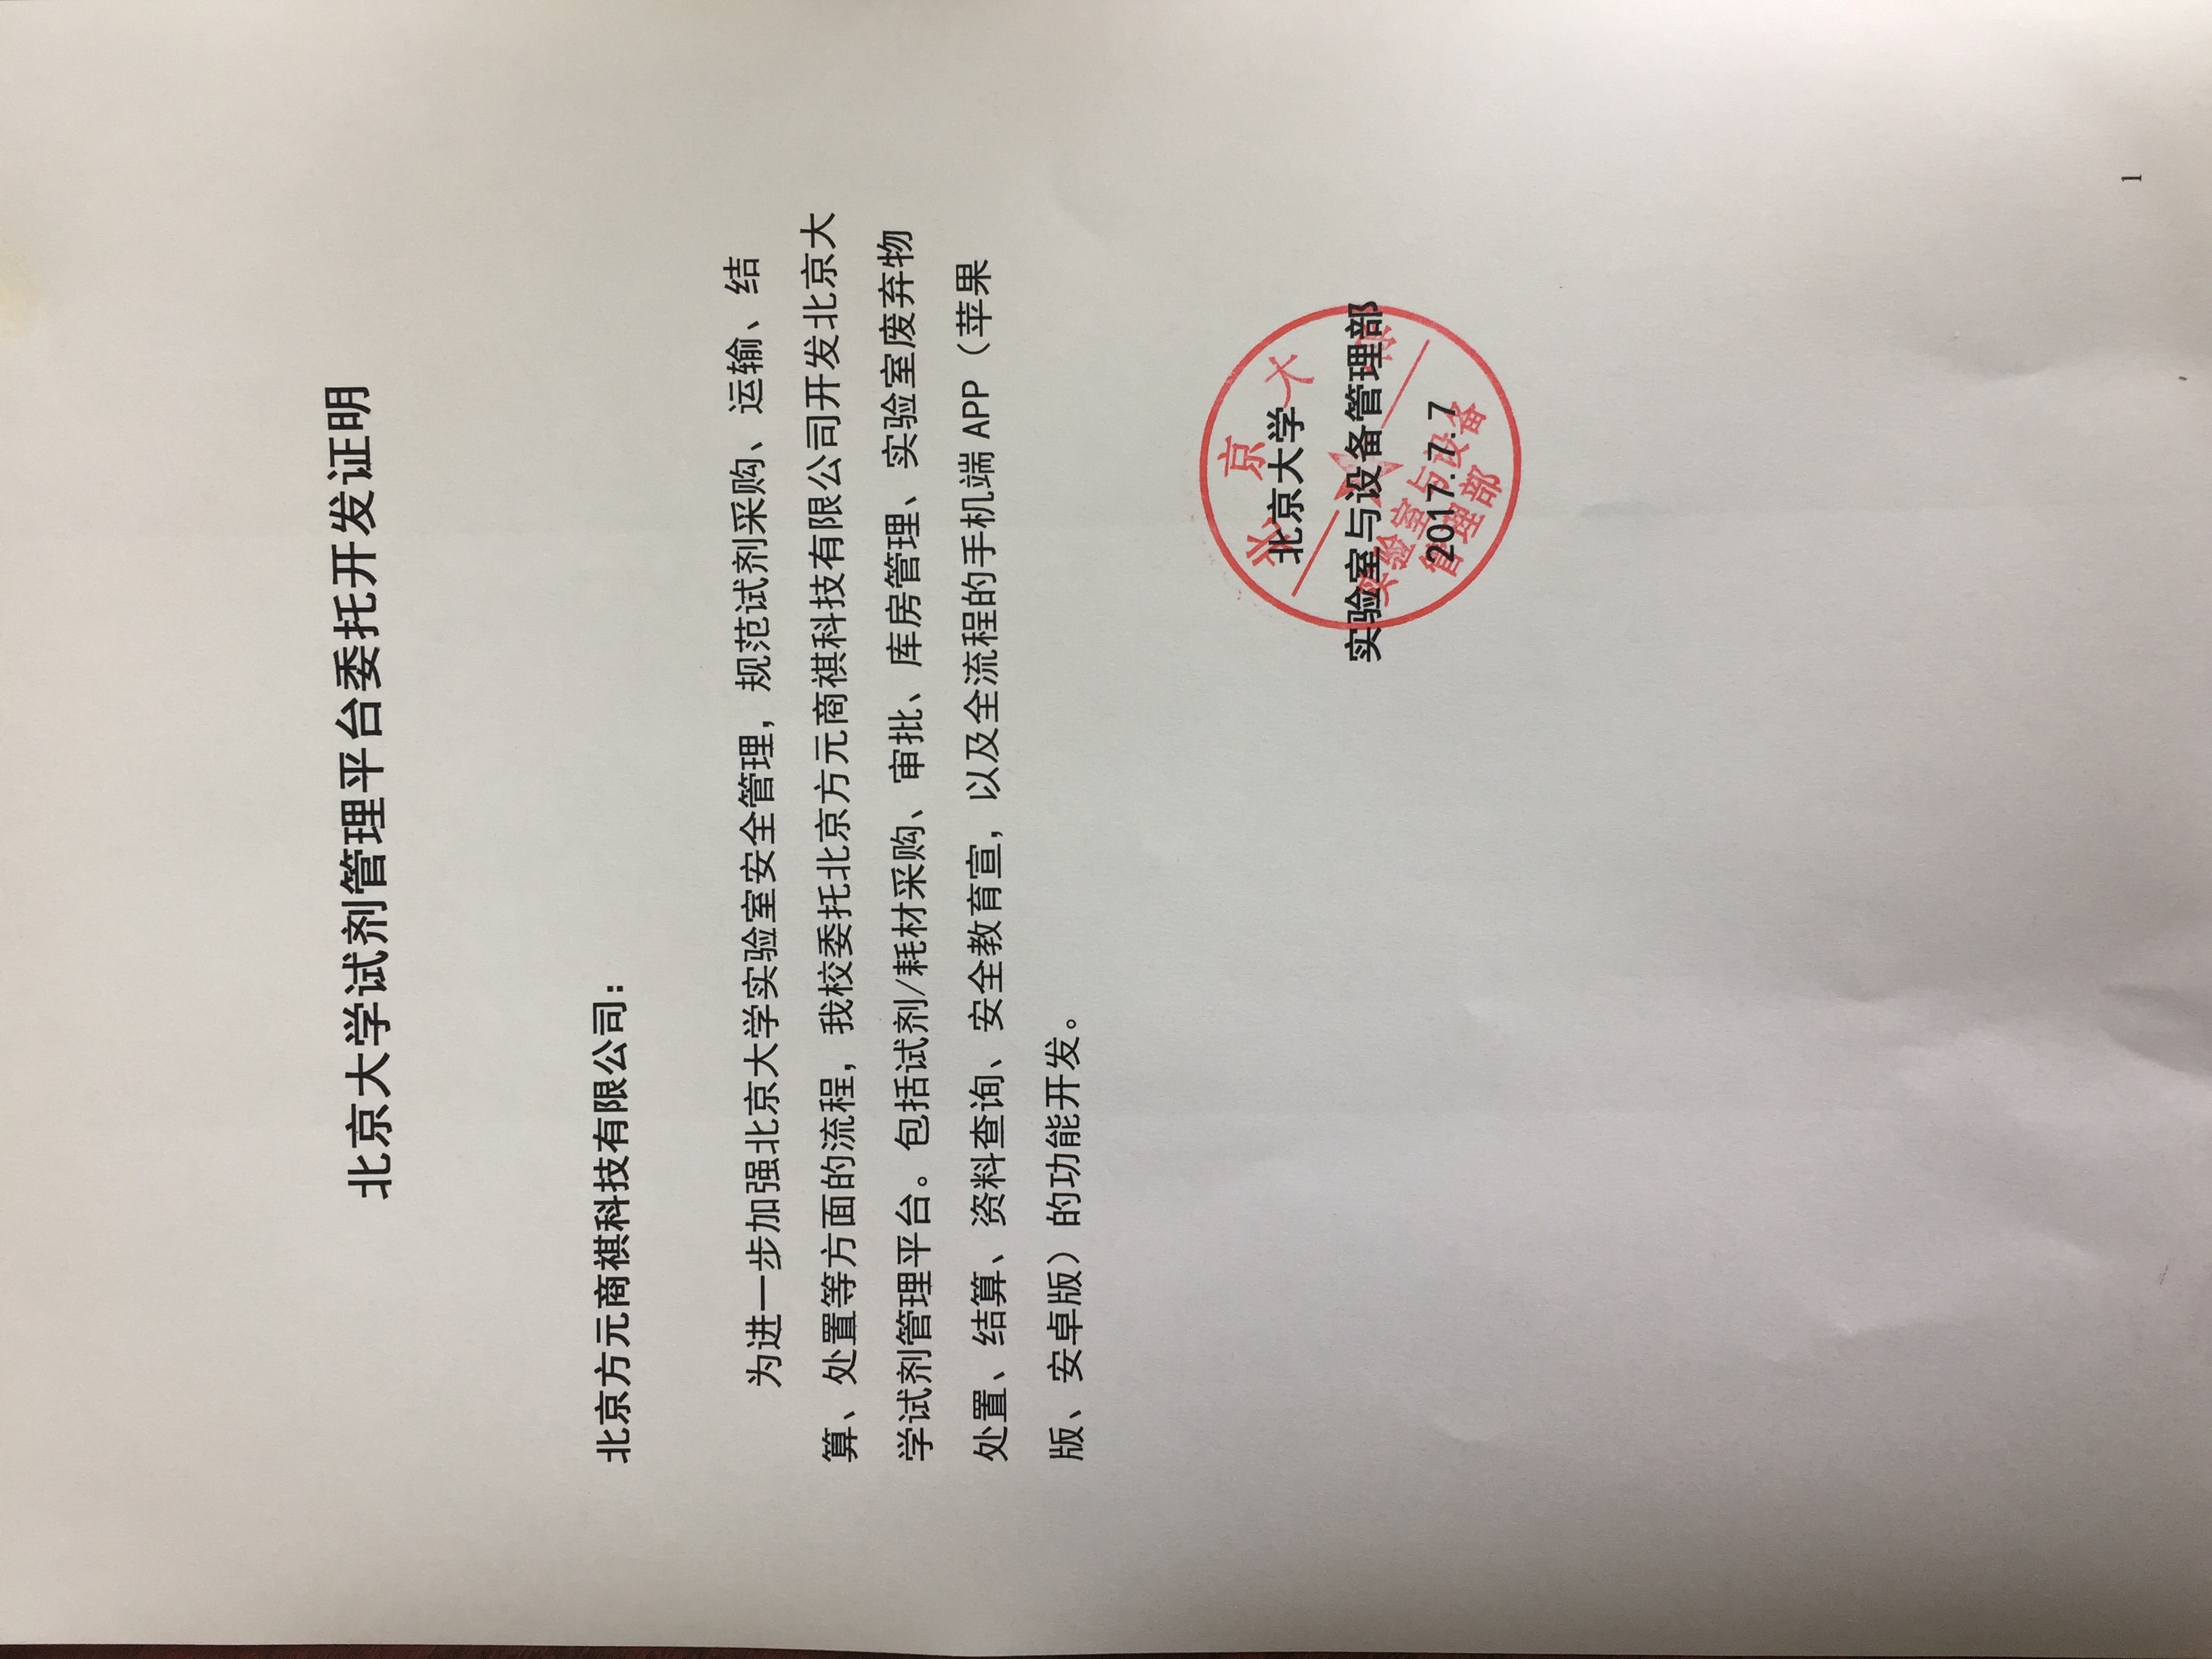 北京大学试剂管理平台委托开发证明
北京方元商祺科技有限公司：
为进一步加强北京大学实验室安全管理，规范试剂采购、运输、结
算、处置等方面的流程，我校委托北京方元商祺科技有限公司开发北京大
学试剂管理平台。包括试剂/耗材采购、审批、库房管理、实验室废弃物
处置、结算、资料查询、安全教育宣，以及全流程的手机端 APP（苹果
版、安卓版）的功能开发。
北京大学
实验室与设备管理部
2017.7.7
北京大学
实验室与设备
管理部
1